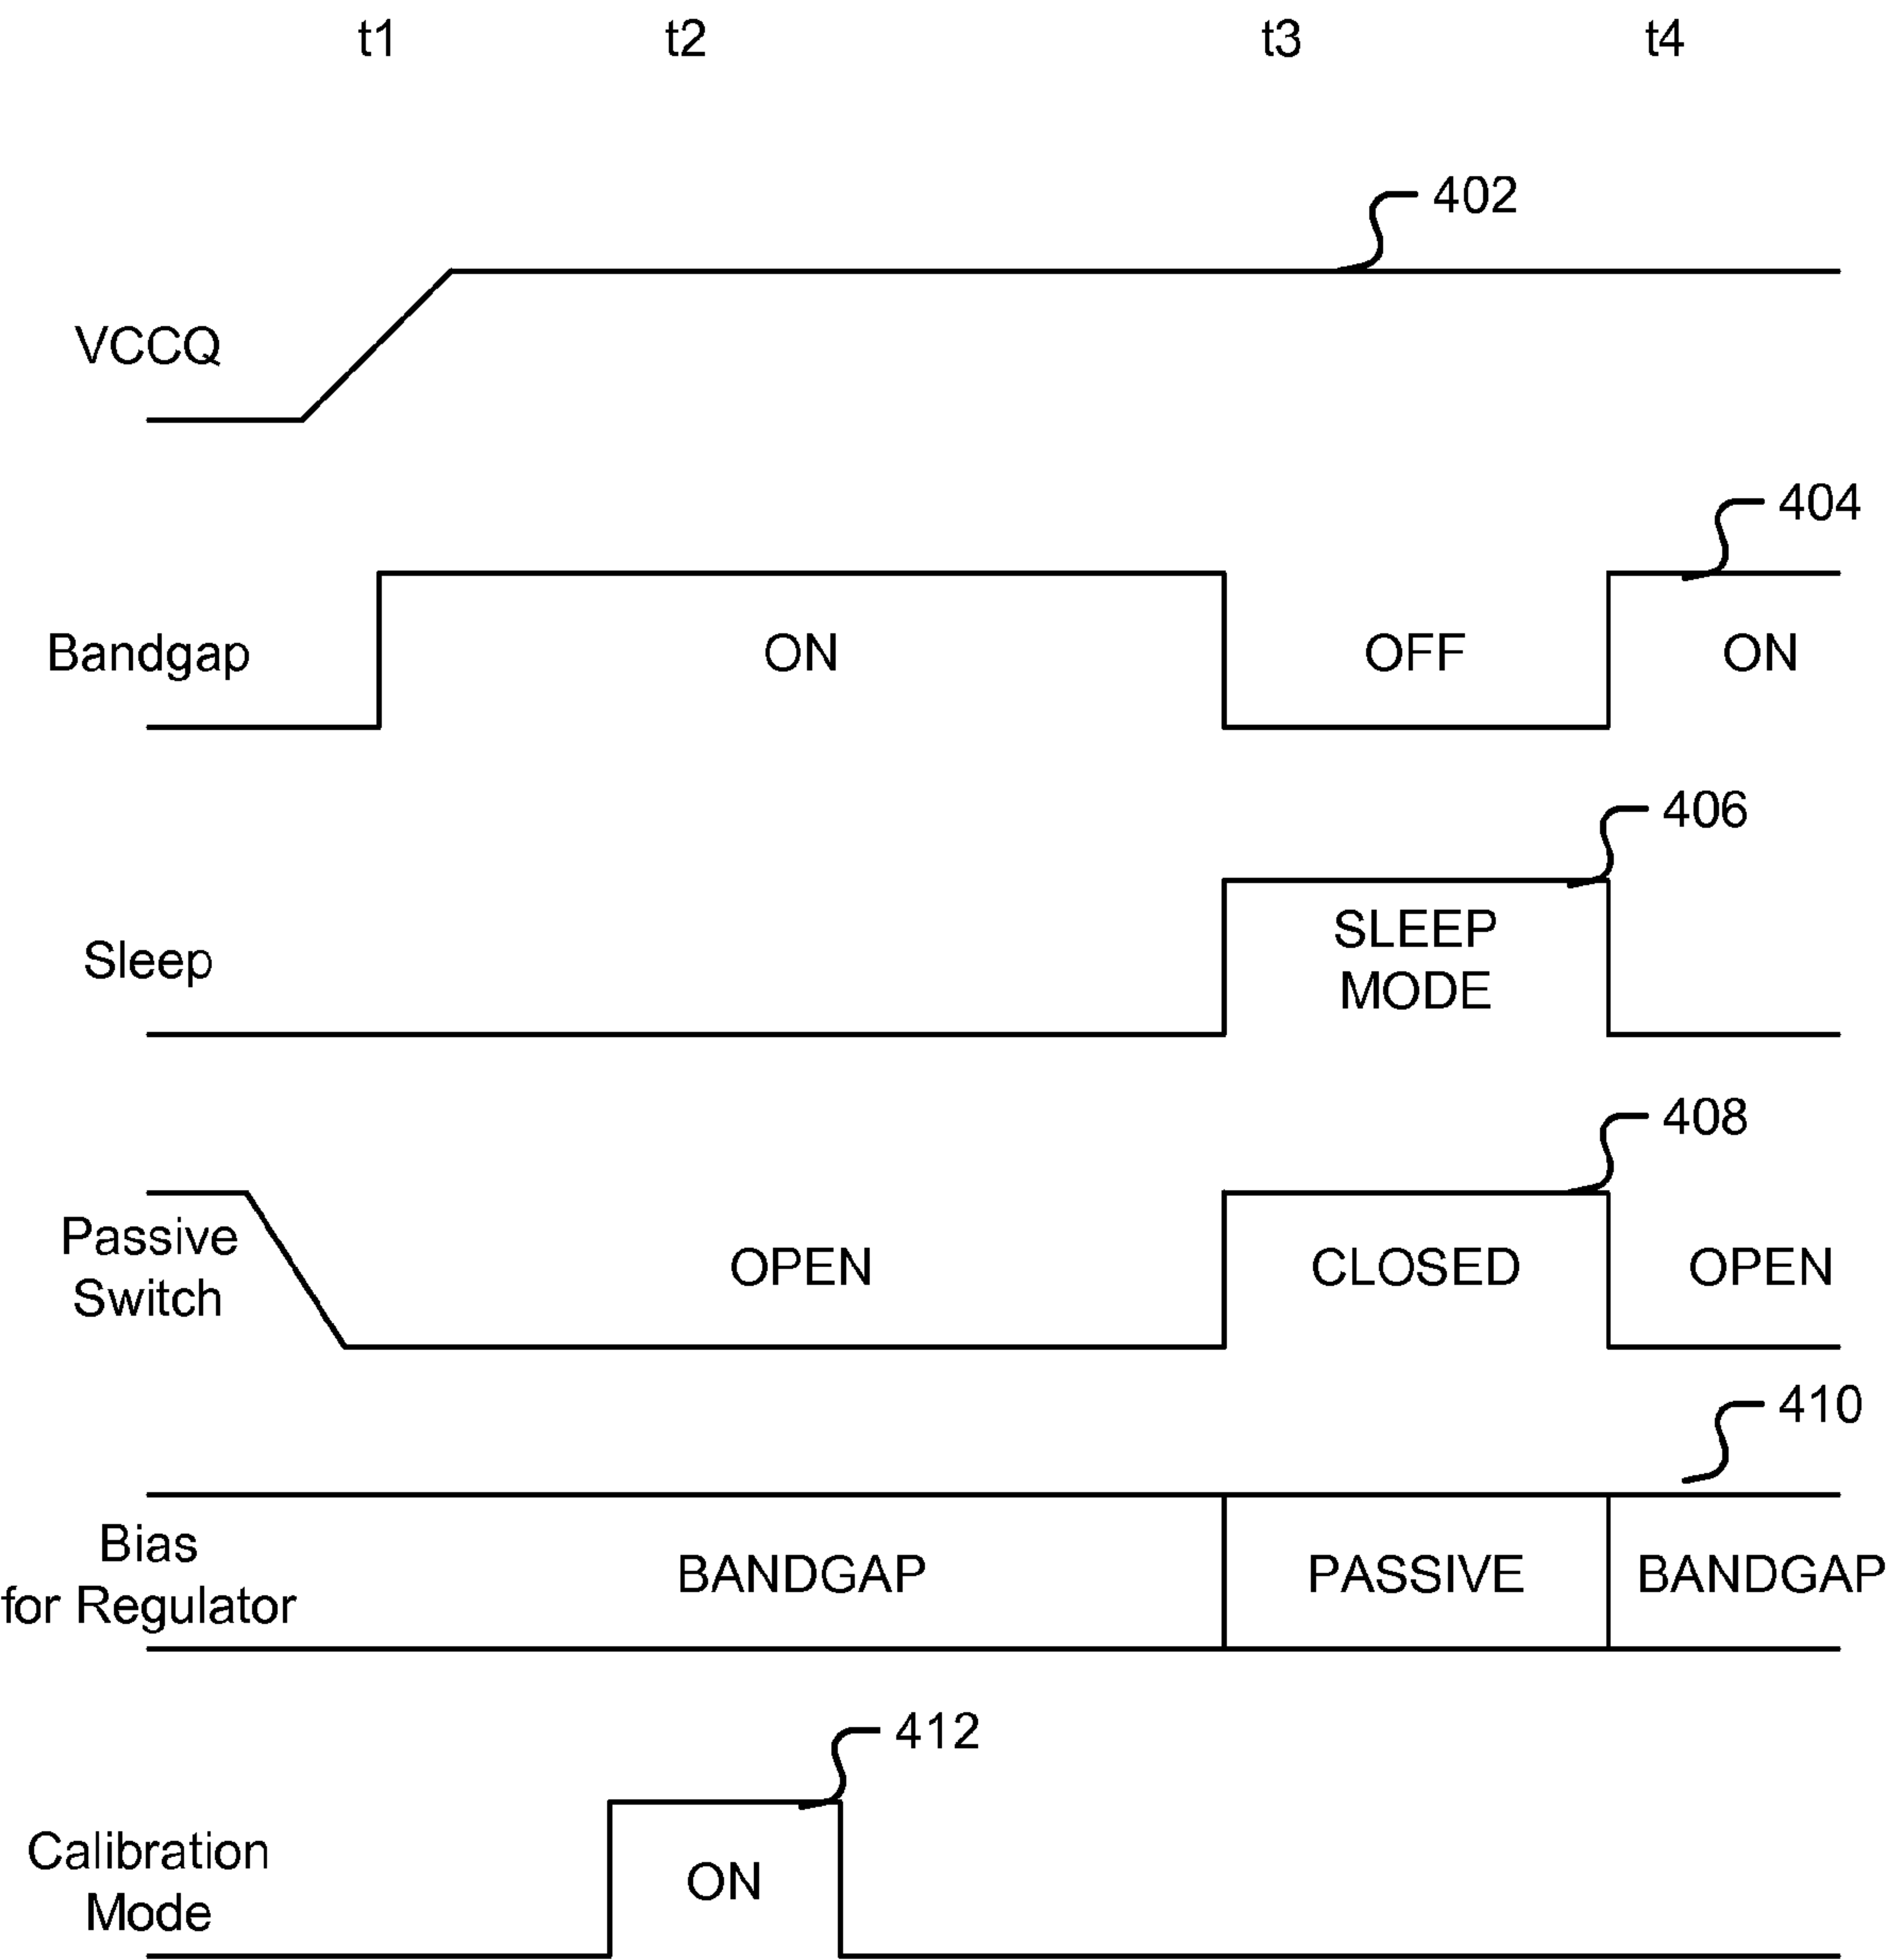 t1 t2 t3 t4
402
VCCQ
404
Bandgap ON OFF ON
406
SLEEP
Sleep
MODE
408
Passive
OPEN CLOSED OPEN
Switch
410
Bias
BANDGAP PASSIVE BANDGAP
for Regulator
412
Calibration
ON
Mode